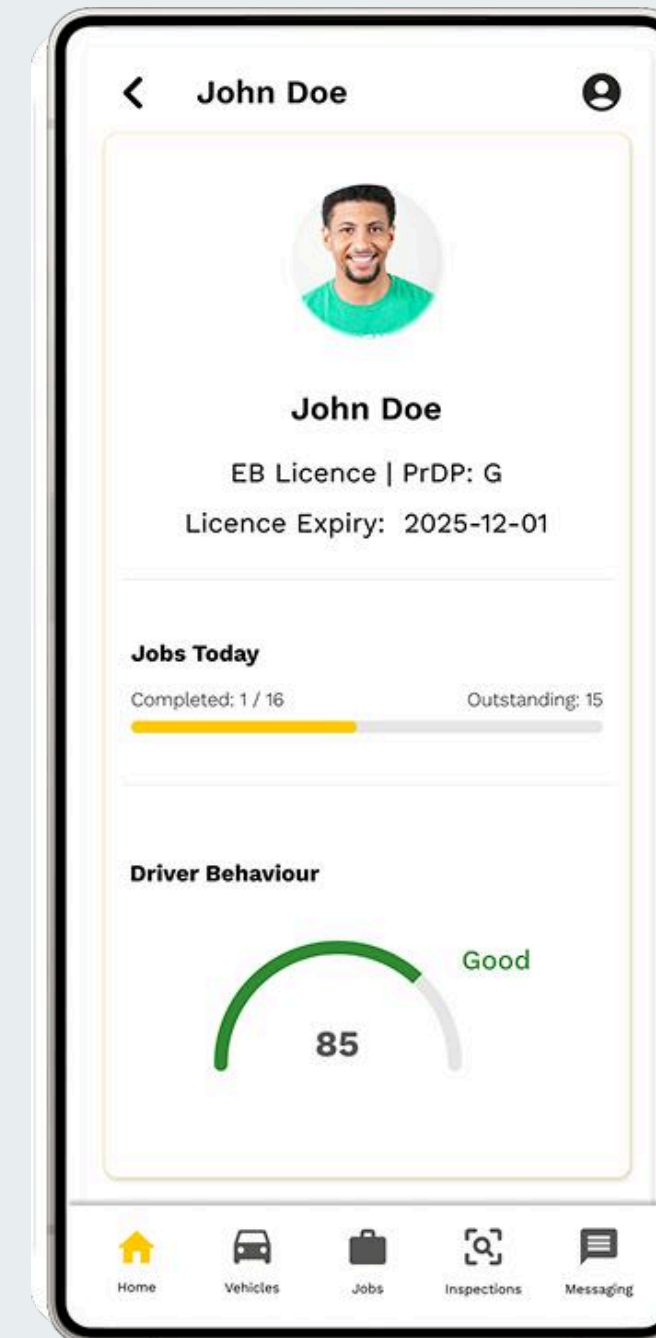 John Doe
John Doe
EB Licence | PrDP: G
Licence Expiry: 2025-12-01
Jobs Today
Completed: 1 / 16 Outstanding: 15
Driver Behaviour
Good
85
Home Vehicles Jobs Inspections Messaging